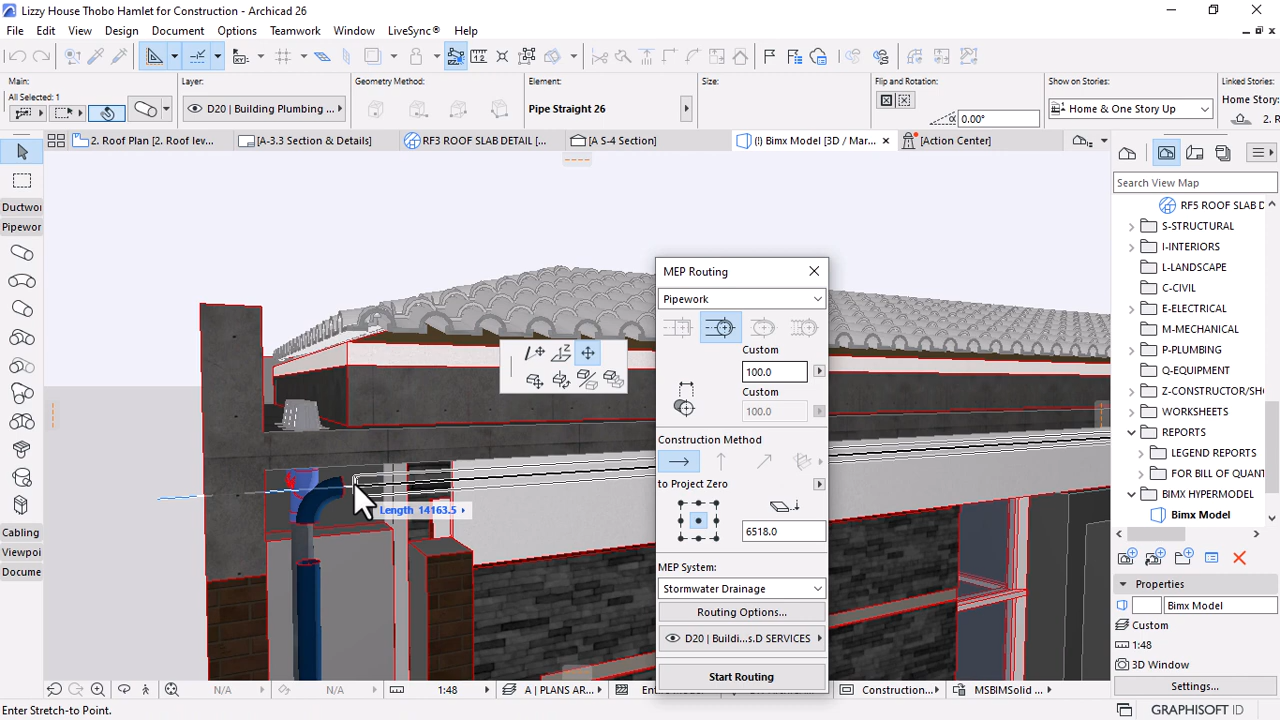 Lizzy House Thobo Hamlet for Construction - Archicad 26
File Edit View Design Document Options Teamwork Window LiveSync® Help
Main:
All Selected: 1
Layer:
D20 | Building Plumbing ...
Geometry Method:
Element:
Pipe Straight 26
Size:
Flip and Rotation:
0.00°
Show on Stories:
Home & One Story Up
Linked Stories:
Home Story:
2. R
2. Roof Plan [2. Roof lev...
[A-3.3 Section & Details]
RF3 ROOF SLAB DETAIL [...
[A S-4 Section]
(!) Bimx Model [3D / Mar...
[Action Center]
Ductwo
Pipewor
Cabling
Viewpoi
Docume
Length 14163.5
MEP Routing
Pipework
Custom
100.0
Custom
100.0
Construction Method
to Project Zero
6518.0
MEP System:
Stormwater Drainage
Routing Options...
D20 | Buildi...s.D SERVICES
Start Routing
Search View Map
RF5 ROOF SLAB D
S-STRUCTURAL
I-INTERIORS
L-LANDSCAPE
C-CIVIL
E-ELECTRICAL
M-MECHANICAL
P-PLUMBING
Q-EQUIPMENT
Z-CONSTRUCTION/SH
WORKSHEETS
REPORTS
LEGEND REPORTS
FOR BILL OF QUANT
BIMX HYPERMODEL
Bimx Model
Properties
Bimx Model
Custom
1:48
3D Window
Settings...
N/A
N/A
1:48
A | PLANS AR...
Construction...
MSBIMSolid ...
Enter Stretch-to Point.
GRAPHISOFT ID